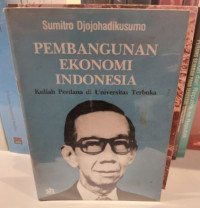 Sumitro Djojohadikusumo
PEMBANGUNAN
EKONOMI
INDONESIA
Kuliah Perdana di Universitas Terbuka